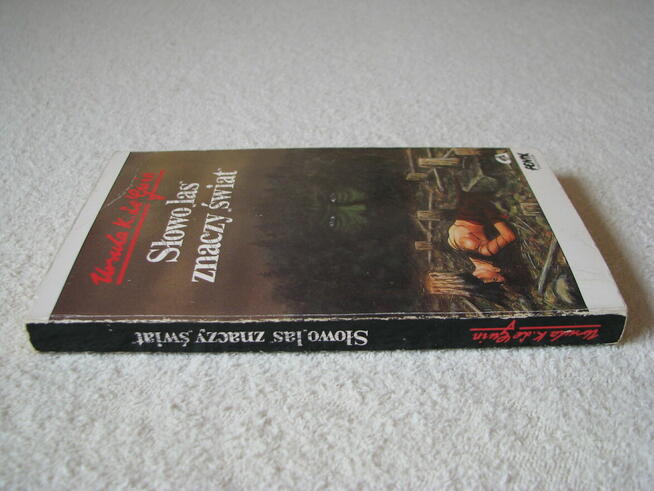 Ursula K. Le Guin
Słowo „las”
znaczy „świat”
Słowo „las” znaczy „świat”
Ursula K. Le Guin